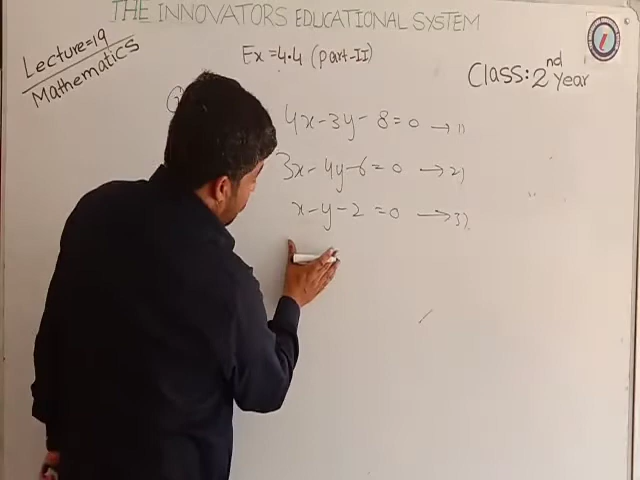 THE INNOVATORS EDUCATIONAL SYSTEM
Lecture=19
Mathematics
Ex=4.4 (part-II)
Class: 2nd Year
4x-3y-8=0 →1)
3x-4y-6=0 →2)
x-y-2=0 →3)